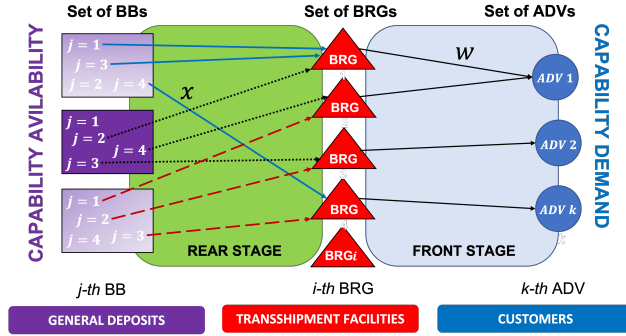 Set of BBs
Set of BRGs
Set of ADVs
CAPABILITY AVILABILITY
j = 1
j = 3
j = 2
j = 4
j = 1
j = 2
j = 4
j = 3
j = 1
j = 2
j = 4
j = 3
x
w
REAR STAGE
BRG
BRG
BRG
BRG
BRGi
FRONT STAGE
ADV 1
ADV 2
ADV k
CAPABILITY DEMAND
j-th BB
i-th BRG
k-th ADV
GENERAL DEPOSITS
TRANSSHIPMENT FACILITIES
CUSTOMERS